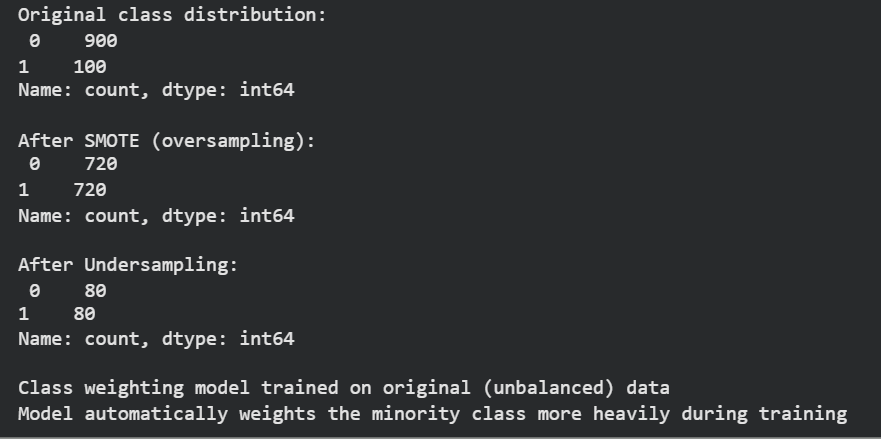 Original class distribution:
 0    900
1    100
Name: count, dtype: int64

After SMOTE (oversampling):
 0    720
1    720
Name: count, dtype: int64

After Undersampling:
 0    80
1    80
Name: count, dtype: int64

Class weighting model trained on original (unbalanced) data
Model automatically weights the minority class more heavily during training